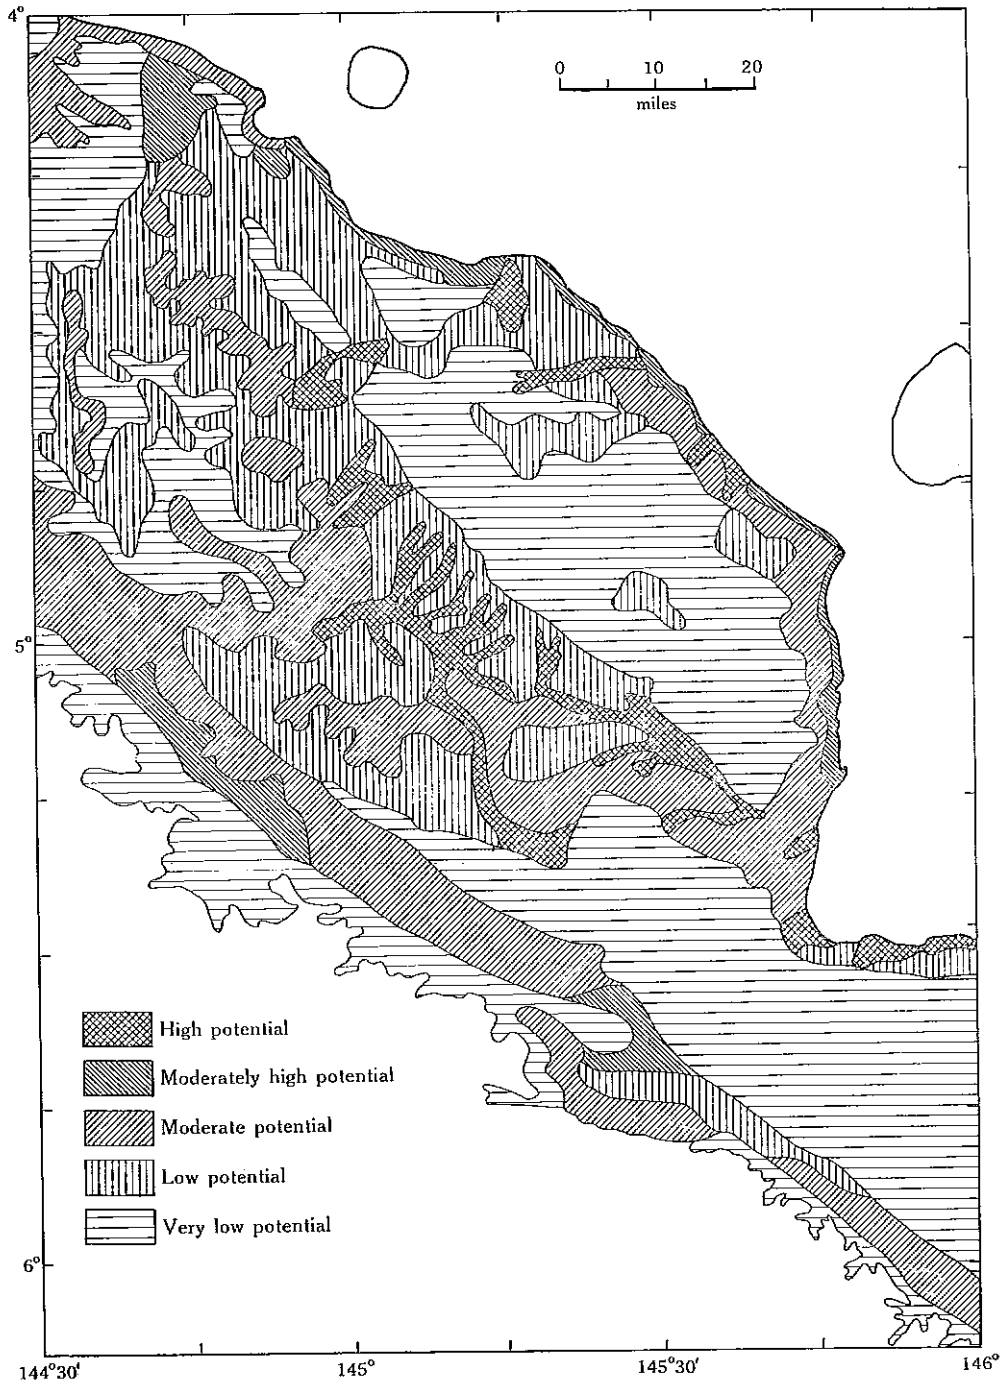 4°
0 10 20
miles
5°
High potential
Moderately high potential
Moderate potential
Low potential
Very low potential
6°
144°30' 145° 145°30' 146°